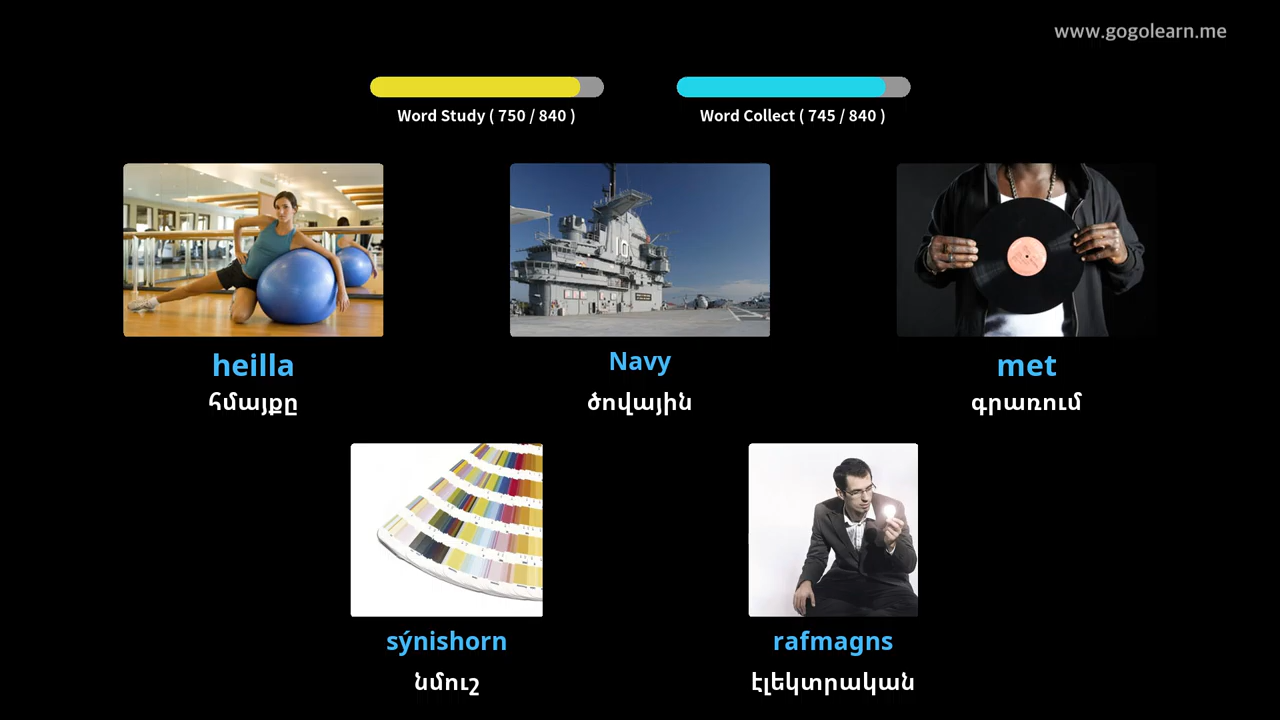 www.gogolearn.me
Word Study ( 750 / 840 )
Word Collect ( 745 / 840 )
heilla
Navy
met
հմայքը
ծովային
գրառում
sýnishorn
rafmagns
նմուշ
էլեկտրական